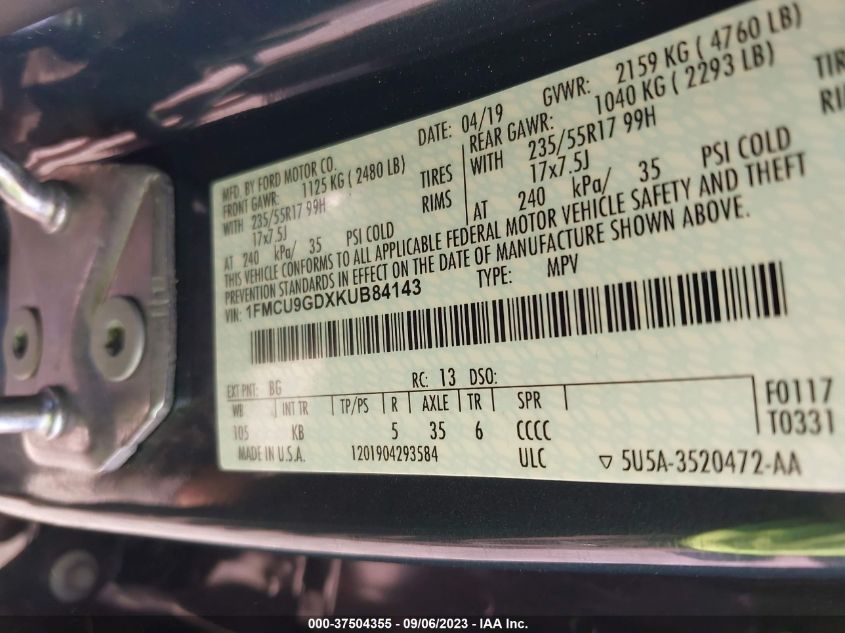 MFD. BY FORD MOTOR CO.
DATE: 04/19
GVWR: 2159 KG ( 4760 LB)
FRONT GAWR: 1125 KG ( 2480 LB)
REAR GAWR: 1040 KG ( 2293 LB)
WITH 235/55R17 99H TIRES
WITH 235/55R17 99H TIR
17x7.5J RIMS
17x7.5J RI
AT 240 kPa/ 35 PSI COLD
AT 240 kPa/ 35 PSI COLD
THIS VEHICLE CONFORMS TO ALL APPLICABLE FEDERAL MOTOR VEHICLE SAFETY AND THEFT
PREVENTION STANDARDS IN EFFECT ON THE DATE OF MANUFACTURE SHOWN ABOVE.
VIN: 1FMCU9GDXKUB84143
TYPE: MPV
EXT PNT: BG RC: 13 DSO:
WB INT TR TP/PS R AXLE TR SPR
105 KB 5 35 6 CCCC
F0117
T0331
MADE IN U.S.A. 1201904293584 ULC ▽ 5U5A-3520472-AA
000-37504355 - 09/06/2023 - IAA Inc.